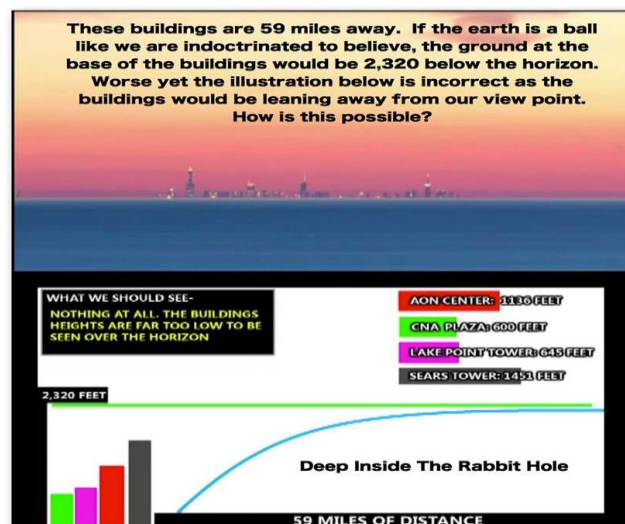 These buildings are 59 miles away. If the earth is a ball
like we are indoctrinated to believe, the ground at the
base of the buildings would be 2,320 below the horizon.
Worse yet the illustration below is incorrect as the
buildings would be leaning away from our view point.
How is this possible?
WHAT WE SHOULD SEE-
NOTHING AT ALL. THE BUILDINGS
HEIGHTS ARE FAR TOO LOW TO BE
SEEN OVER THE HORIZON
AON CENTER: 1136 FEET
CNA PLAZA: 600 FEET
LAKE POINT TOWER: 645 FEET
SEARS TOWER: 1451 FEET
2,320 FEET
Deep Inside The Rabbit Hole
59 MILES OF DISTANCE